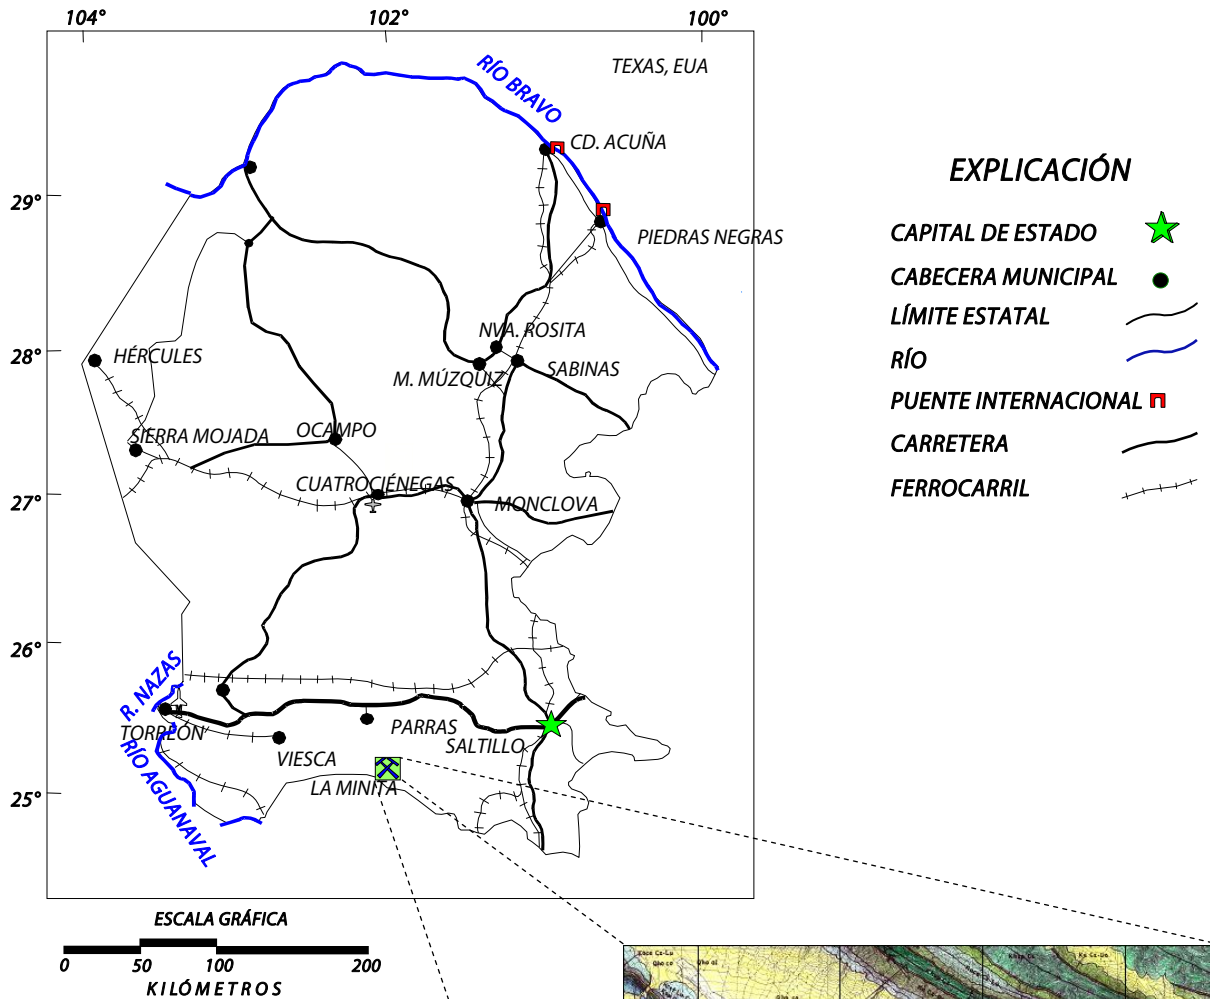 104°
102°
100°
TEXAS, EUA
RÍO BRAVO
CD. ACUÑA
29°
PIEDRAS NEGRAS
NVA. ROSITA
28°
HÉRCULES
SABINAS
M. MÚZQUIZ
SIERRA MOJADA
OCAMPO
CUATROCIÉNEGAS
27°
MONCLOVA
26°
R. NAZAS
TORREÓN
PARRAS
SALTILLO
VIESCA
RÍO AGUANAVAL
LA MINITA
25°
EXPLICACIÓN
CAPITAL DE ESTADO
CABECERA MUNICIPAL
LÍMITE ESTATAL
RÍO
PUENTE INTERNACIONAL
CARRETERA
FERROCARRIL
ESCALA GRÁFICA
0 50 100 200
KILÓMETROS